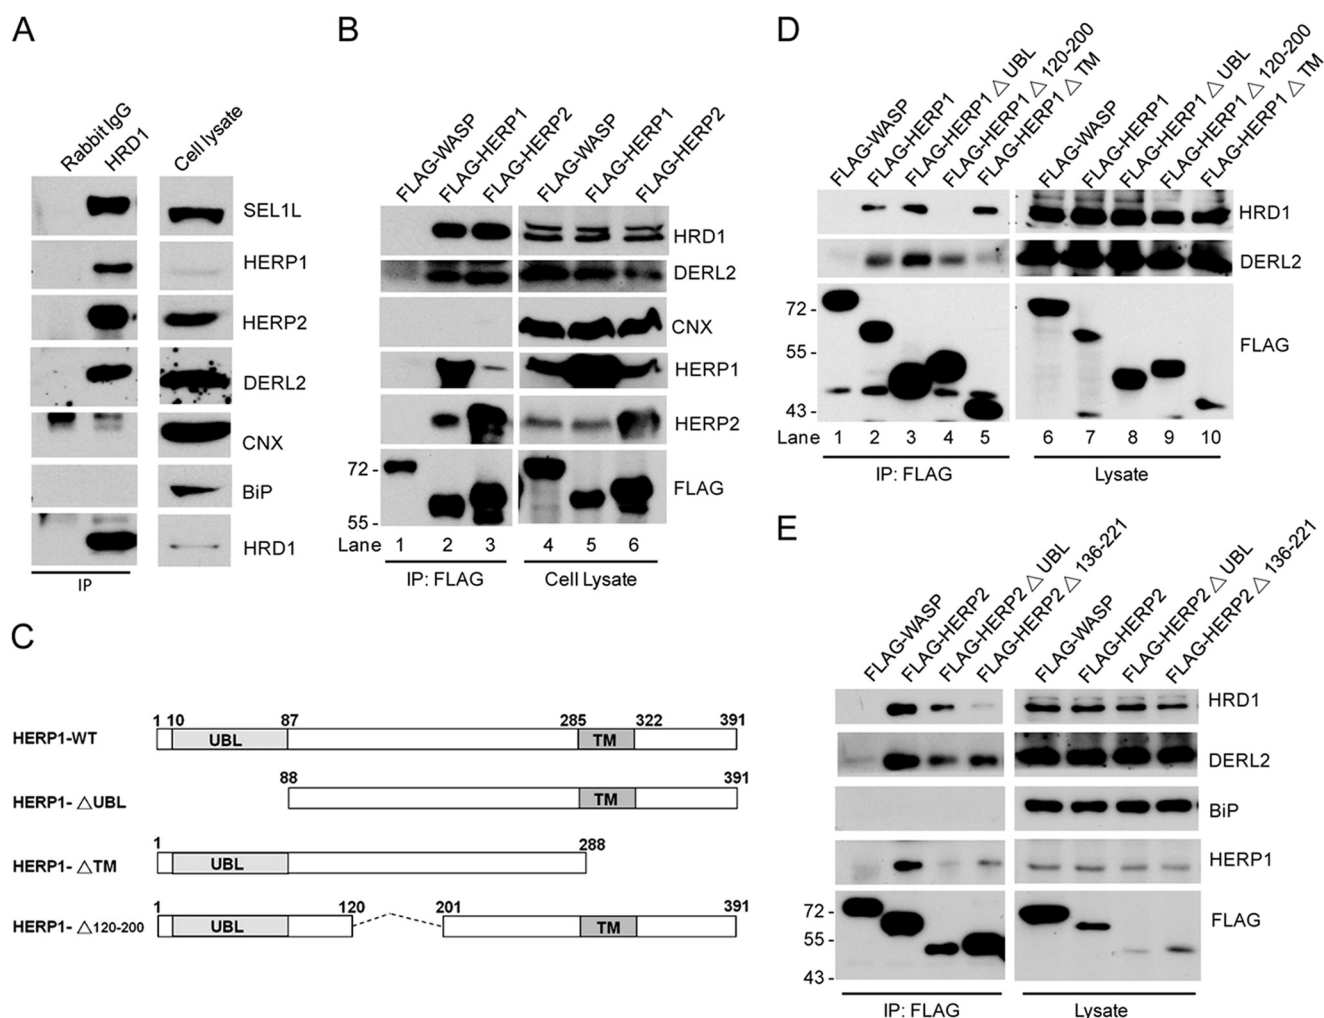 A
Rabbit IgG
HRD1
Cell lysate
SEL1L
HERP1
HERP2
DERL2
CNX
BiP
HRD1
IP
B
FLAG-WASP
FLAG-HERP1
FLAG-HERP2
FLAG-WASP
FLAG-HERP1
FLAG-HERP2
HRD1
DERL2
CNX
HERP1
HERP2
72 -
FLAG
55 -
Lane 1 2 3 4 5 6
IP: FLAG Cell Lysate
C
1 10 87 285 322 391
HERP1-WT UBL TM
88 391
HERP1- △UBL TM
1 288
HERP1- △TM UBL
1 120 201 391
HERP1- △120-200 UBL TM
D
FLAG-WASP
FLAG-HERP1
FLAG-HERP1 △ UBL
FLAG-HERP1 △ 120-200
FLAG-HERP1 △ TM
FLAG-WASP
FLAG-HERP1
FLAG-HERP1 △ UBL
FLAG-HERP1 △ 120-200
FLAG-HERP1 △ TM
HRD1
DERL2
72 -
55 -
FLAG
43 -
Lane 1 2 3 4 5 6 7 8 9 10
IP: FLAG Lysate
E
FLAG-WASP
FLAG-HERP2
FLAG-HERP2 △ UBL
FLAG-HERP2 △ 136-221
FLAG-WASP
FLAG-HERP2
FLAG-HERP2 △ UBL
FLAG-HERP2 △ 136-221
HRD1
DERL2
BiP
HERP1
72 -
FLAG
55 -
43 -
IP: FLAG Lysate